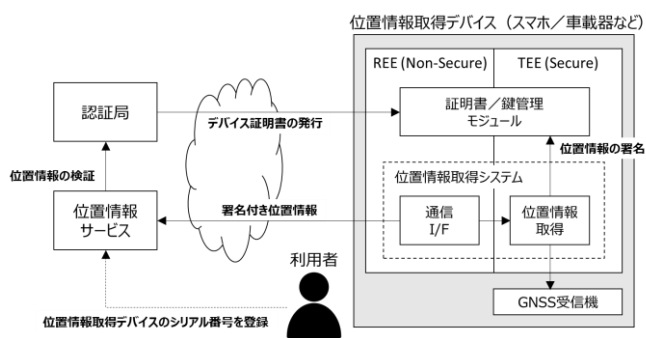 位置情報取得デバイス（スマホ／車載器など）
REE (Non-Secure)
TEE (Secure)
認証局
証明書／鍵管理
モジュール
デバイス証明書の発行
位置情報の署名
位置情報の検証
位置情報取得システム
位置情報
サービス
署名付き位置情報
通信
I/F
位置情報
取得
利用者
GNSS受信機
位置情報取得デバイスのシリアル番号を登録